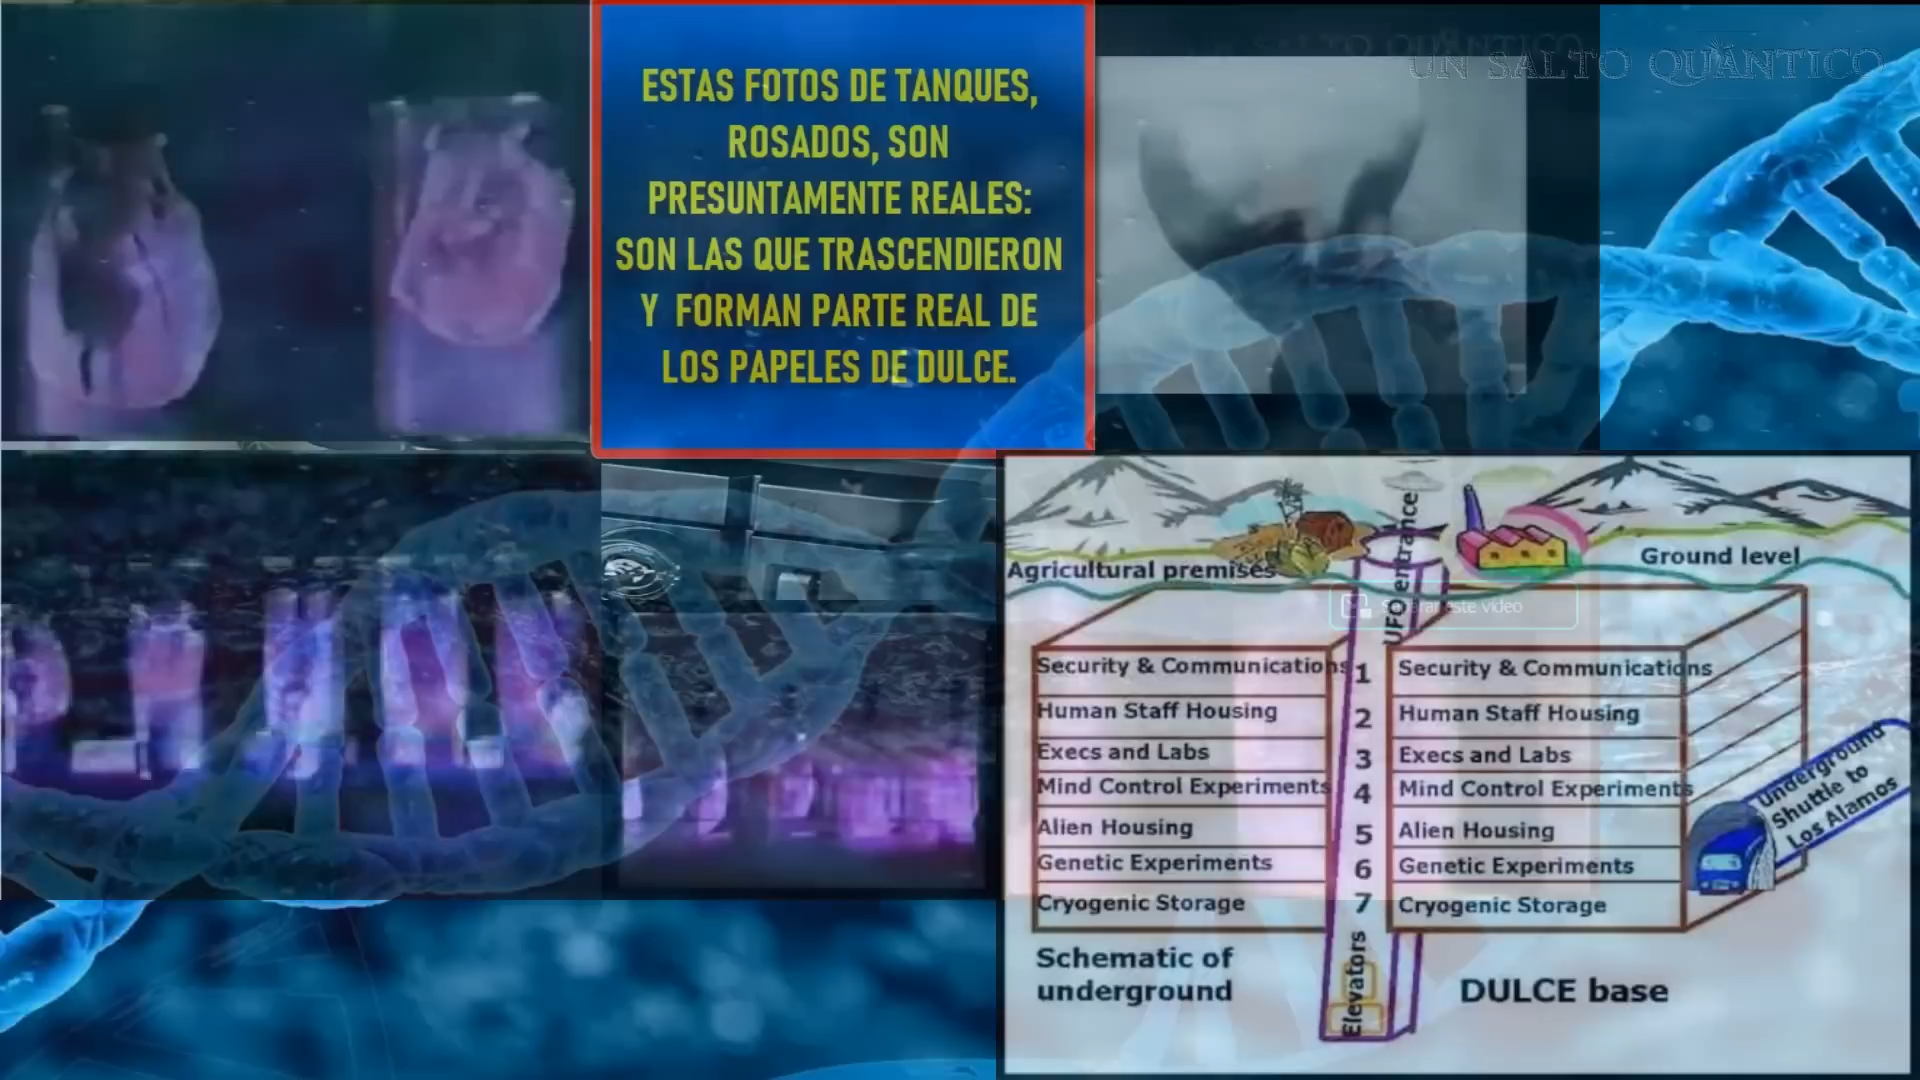 UN SALTO QUÁNTICO
ESTAS FOTOS DE TANQUES,
ROSADOS, SON
PRESUNTAMENTE REALES:
SON LAS QUE TRASCENDIERON
Y FORMAN PARTE REAL DE
LOS PAPELES DE DULCE.
Agricultural premises
UFO entrance
Ground level
este vídeo
Security & Communications 1 Security & Communications
Human Staff Housing 2 Human Staff Housing
Execs and Labs 3 Execs and Labs
Mind Control Experiments 4 Mind Control Experiments
Alien Housing 5 Alien Housing
Genetic Experiments 6 Genetic Experiments
Cryogenic Storage 7 Cryogenic Storage
Underground
Shuttle to
Los Alamos
Elevators
Schematic of
underground
DULCE base